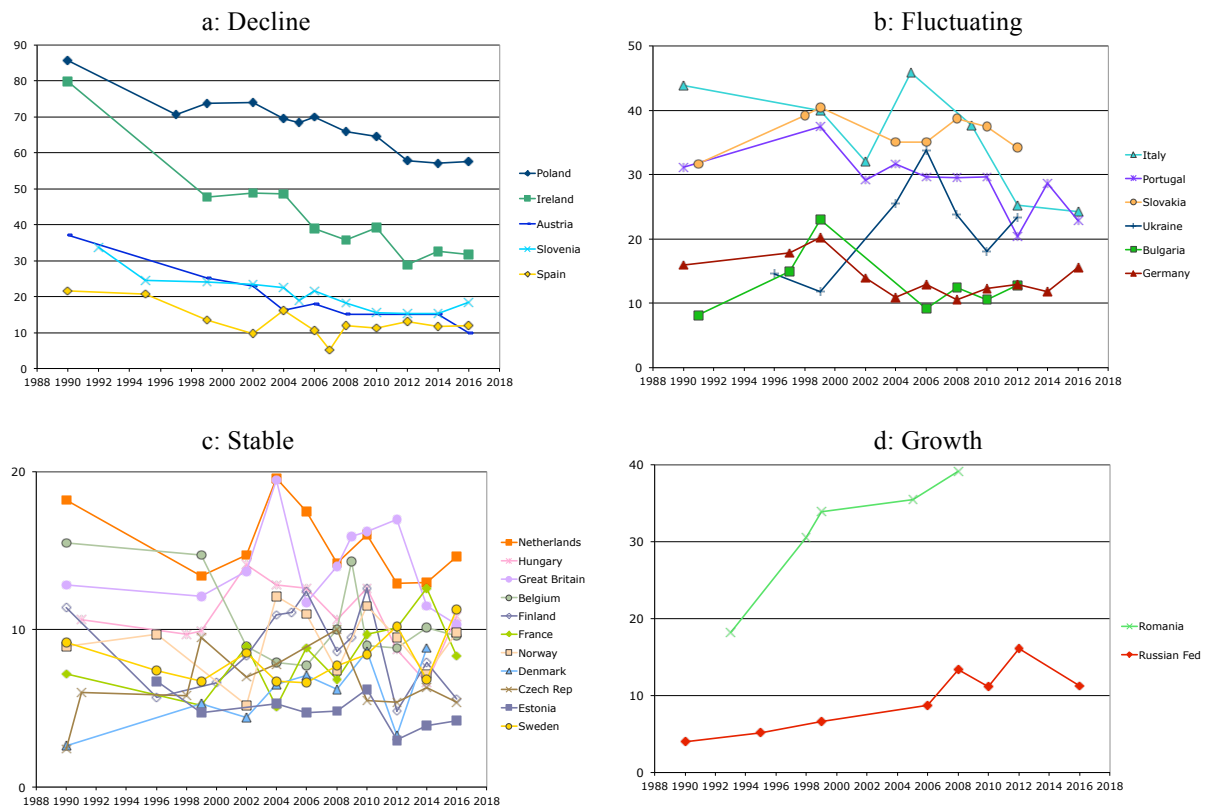 a: Decline
90
80
70
60
50
40
30
20
10
0
1988 1990 1992 1994 1996 1998 2000 2002 2004 2006 2008 2010 2012 2014 2016 2018
Poland
Ireland
Austria
Slovenia
Spain
b: Fluctuating
50
40
30
20
10
0
1988 1990 1992 1994 1996 1998 2000 2002 2004 2006 2008 2010 2012 2014 2016 2018
Italy
Portugal
Slovakia
Ukraine
Bulgaria
Germany
c: Stable
20
10
0
1988 1990 1992 1994 1996 1998 2000 2002 2004 2006 2008 2010 2012 2014 2016 2018
Netherlands
Hungary
Great Britain
Belgium
Finland
France
Norway
Denmark
Czech Rep
Estonia
Sweden
d: Growth
40
30
20
10
0
1988 1990 1992 1994 1996 1998 2000 2002 2004 2006 2008 2010 2012 2014 2016 2018
Romania
Russian Fed